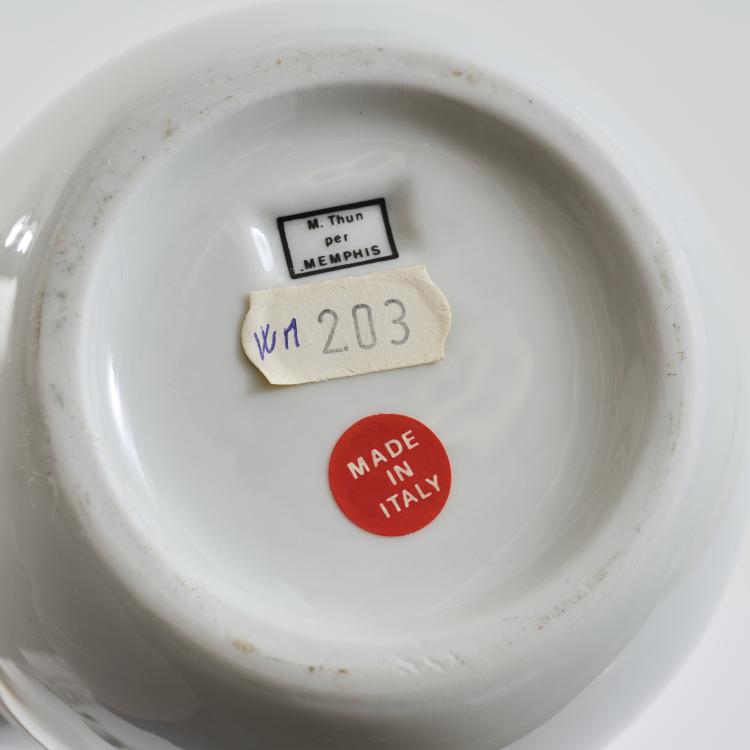 M. Thun
per
MEMPHIS
203
MADE
IN
ITALY